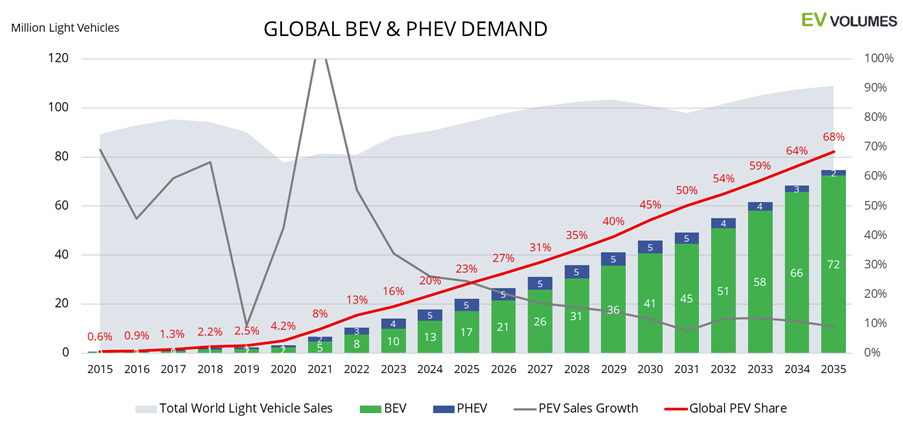 Million Light Vehicles
GLOBAL BEV & PHEV DEMAND
EV VOLUMES
120 100%
90%
100
80%
70%
80
60%
60 50%
40%
40
30%
20 20%
10%
0 0%
0.6% 0.9% 1.3% 2.2% 2.5% 4.2% 8% 13% 16% 20% 23% 27% 31% 35% 40% 45% 50% 54% 59% 64% 68%
2 3 4 5 5 5 5 5 5 5 5 4 4 3 2
1 2 2 5 8 10 13 17 21 26 31 36 41 45 51 58 66 72
2015 2016 2017 2018 2019 2020 2021 2022 2023 2024 2025 2026 2027 2028 2029 2030 2031 2032 2033 2034 2035
Total World Light Vehicle Sales BEV PHEV PEV Sales Growth Global PEV Share